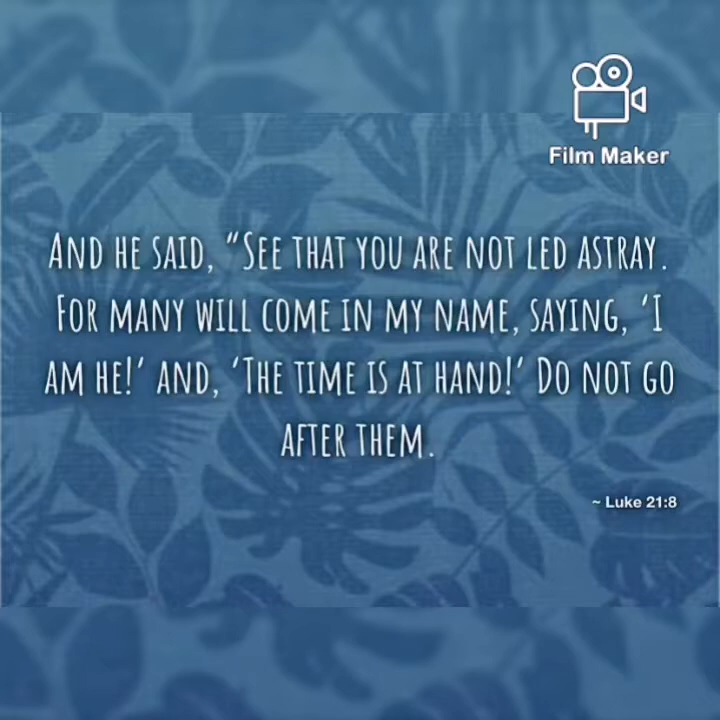 Film Maker
AND HE SAID, “SEE THAT YOU ARE NOT LED ASTRAY.
FOR MANY WILL COME IN MY NAME, SAYING, ‘I
AM HE!’ AND, ‘THE TIME IS AT HAND!’ DO NOT GO
AFTER THEM.
~ Luke 21:8